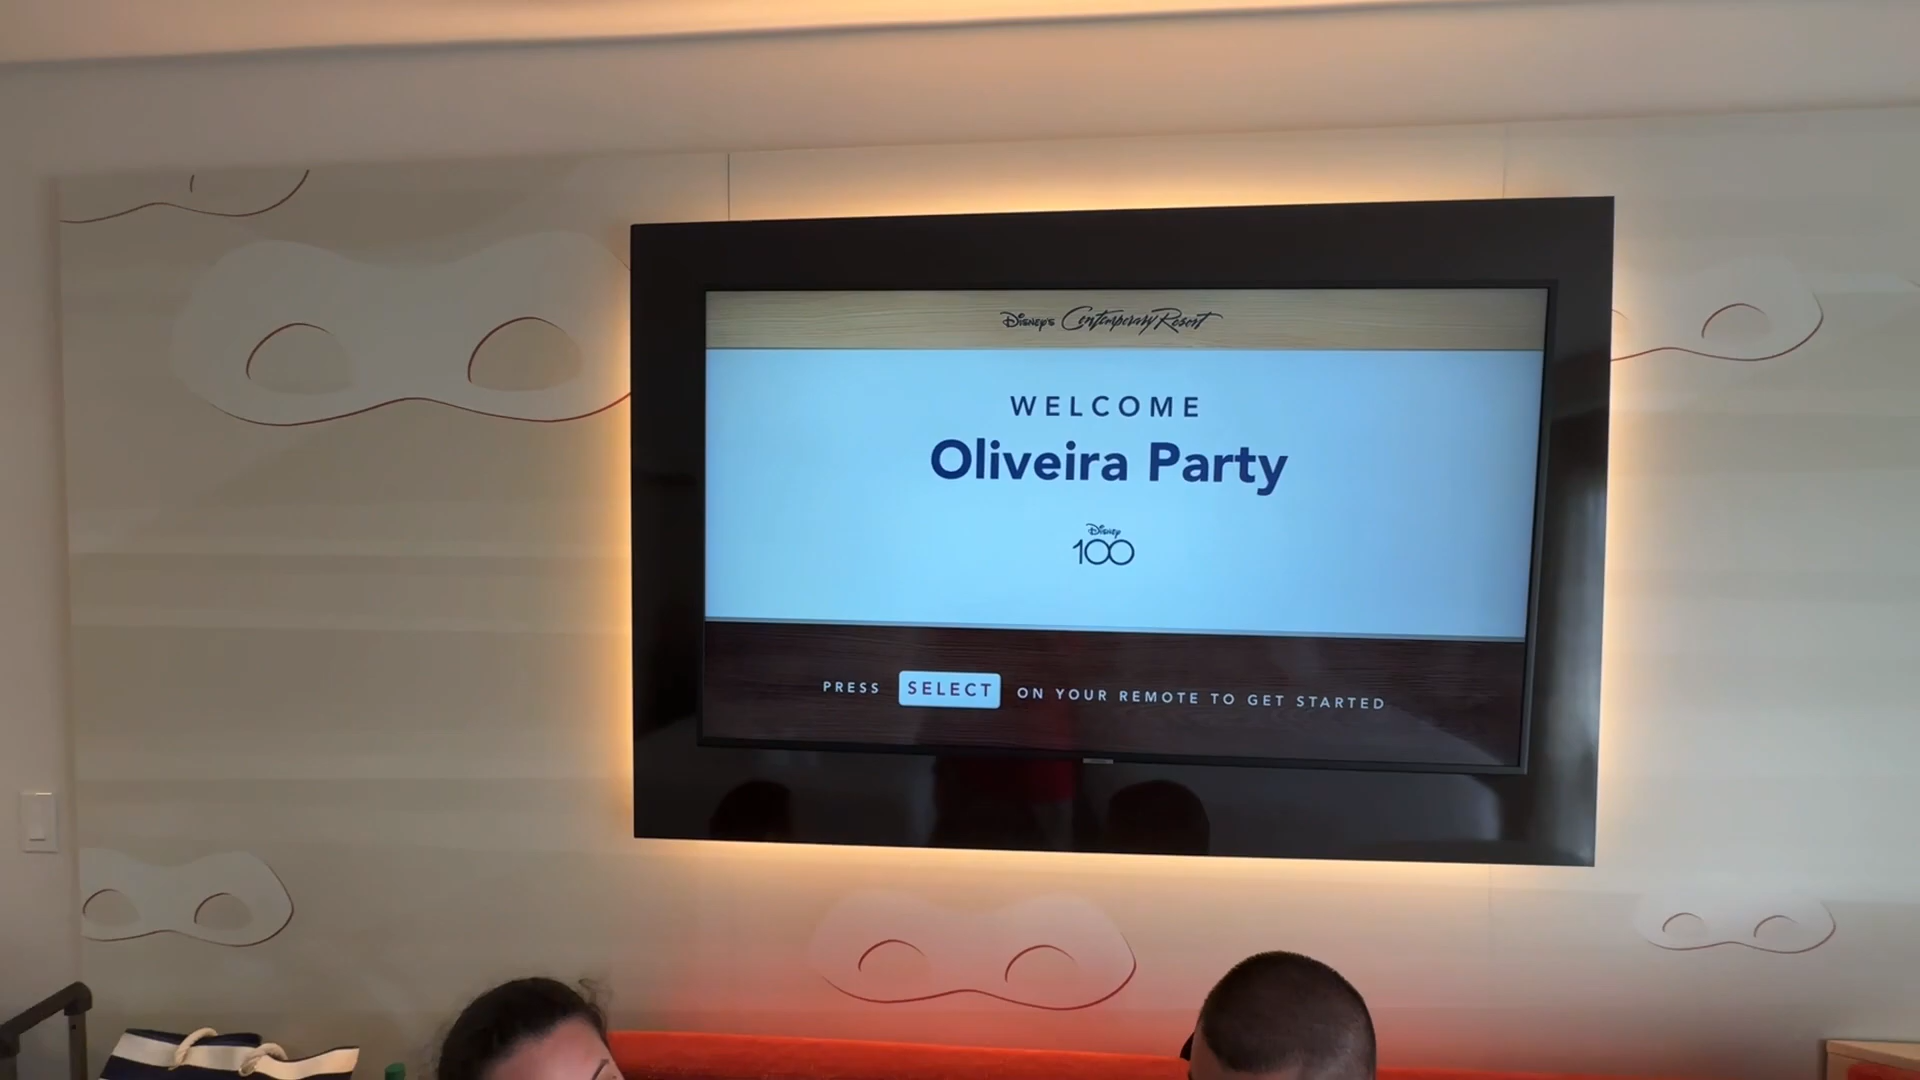 Disney's Contemporary Resort
WELCOME
Oliveira Party
Disney
100
PRESS SELECT ON YOUR REMOTE TO GET STARTED